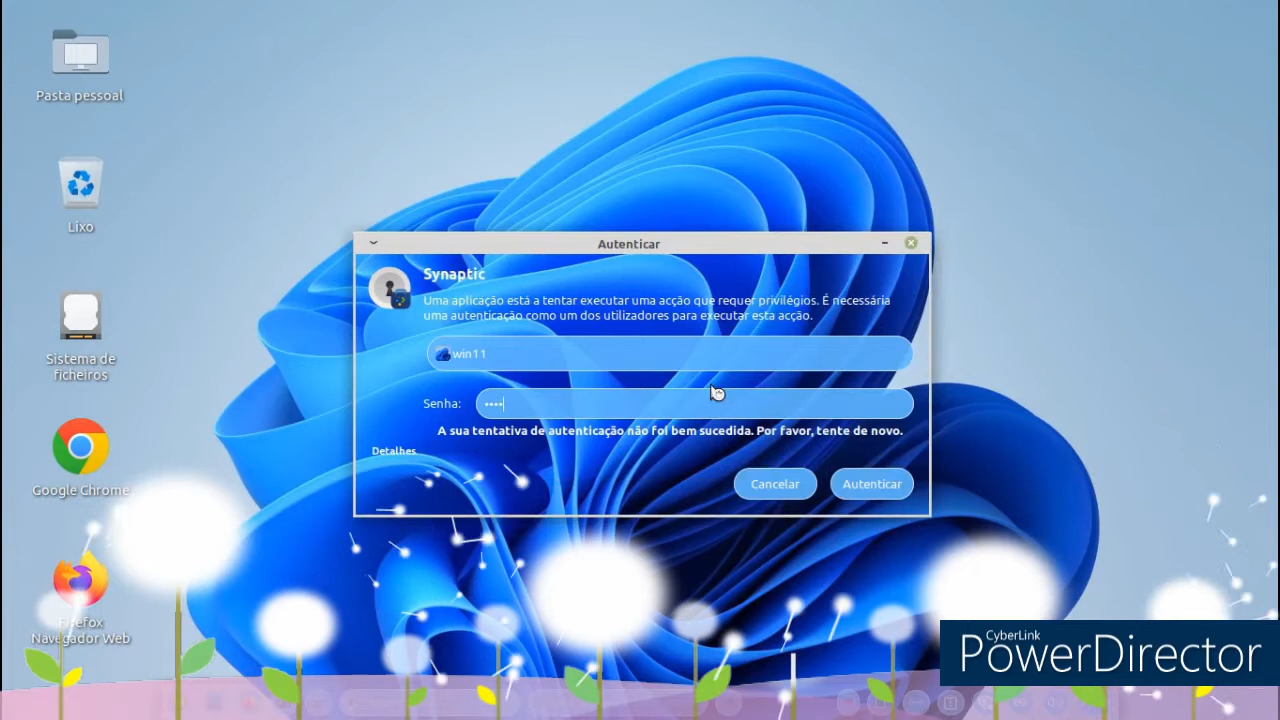 Pasta pessoal
Lixo
Sistema de
ficheiros
Google Chrome
Firefox
Navegador Web
Autenticar
Synaptic
Uma aplicação está a tentar executar uma acção que requer privilégios. É necessária
uma autenticação como um dos utilizadores para executar esta acção.
win11
Senha: ••••
A sua tentativa de autenticação não foi bem sucedida. Por favor, tente de novo.
Detalhes
Cancelar
Autenticar
CyberLink
PowerDirector